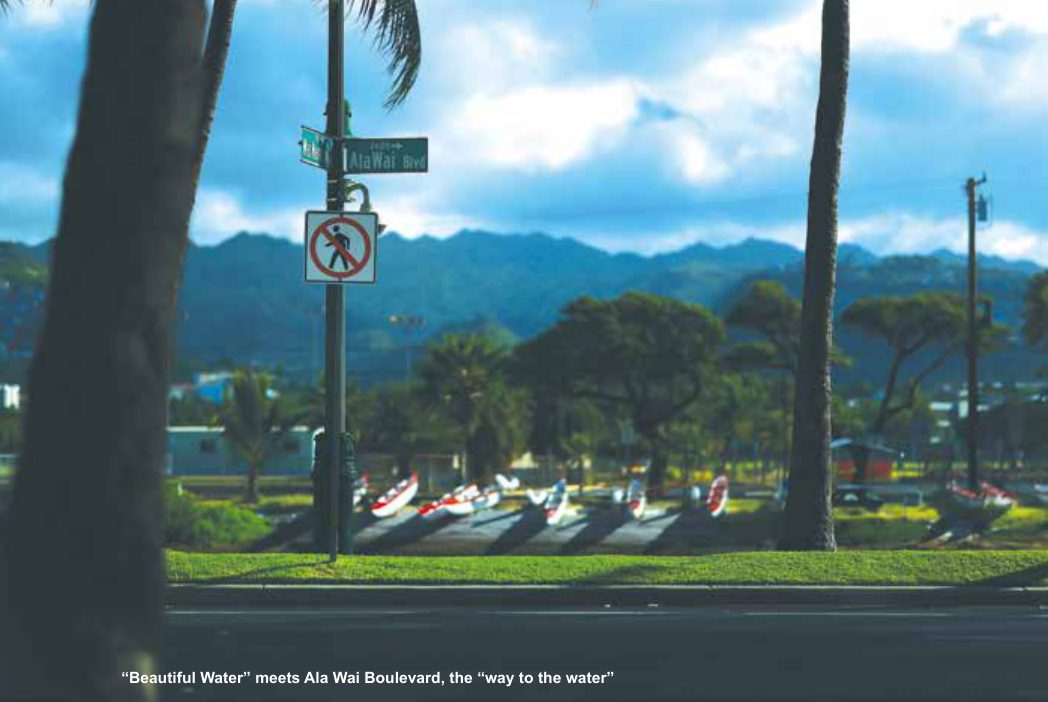 AlaWai Blvd
“Beautiful Water” meets Ala Wai Boulevard, the “way to the water”